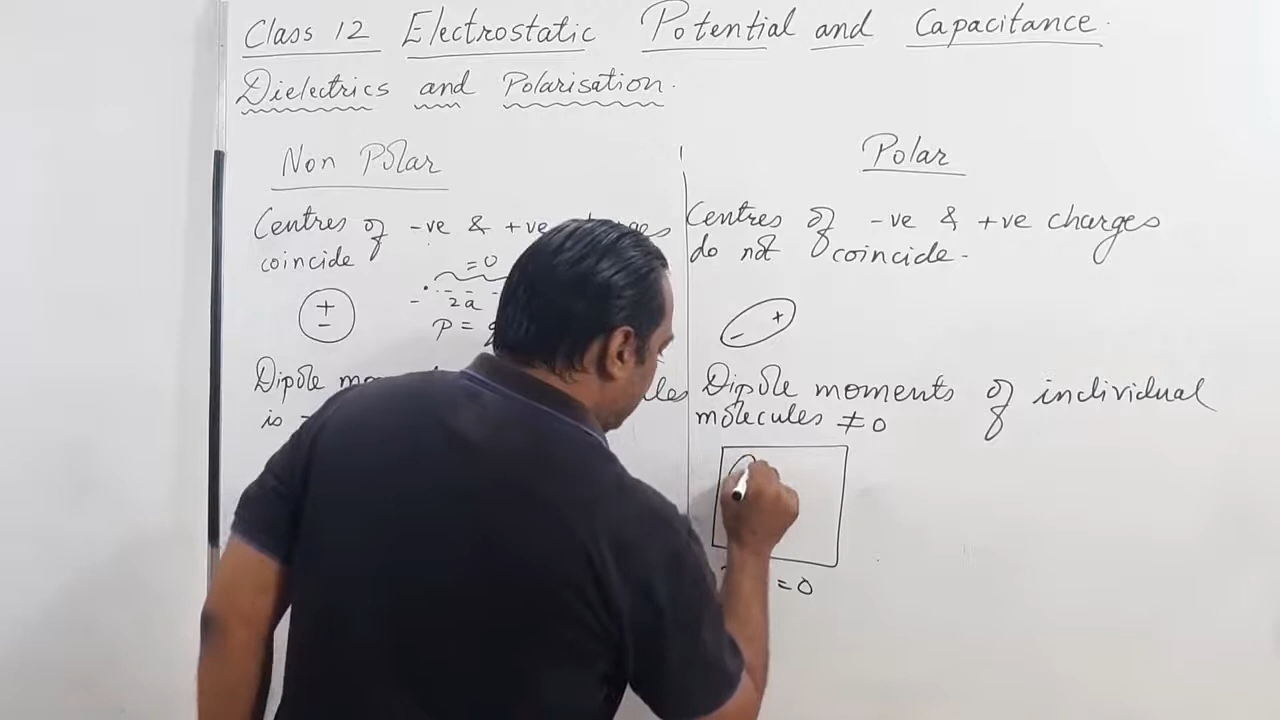 Class 12 Electrostatic Potential and Capacitance.
Dielectrics and Polarisation.
Non Polar
Centres of -ve & +ve
coincide
+
-
= 0
-
2a
p =
Dipole
is
Polar
Centres of -ve & +ve charges
do not coincide.
- +
Dipole moments of individual
molecules ≠ 0
= 0